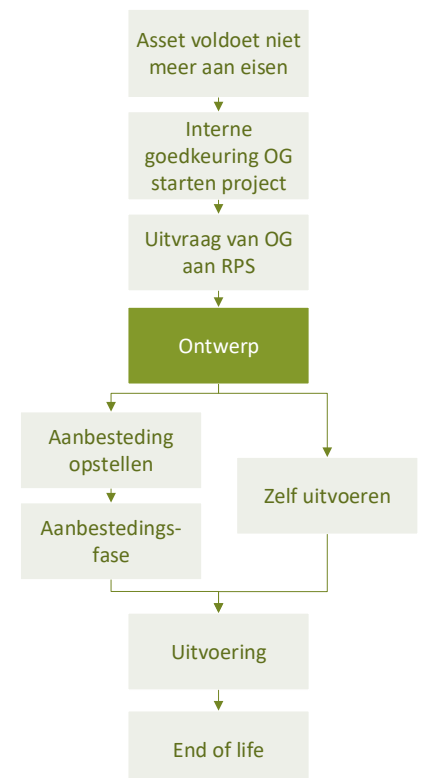 Asset voldoet niet
meer aan eisen
Interne
goedkeuring OG
starten project
Uitvraag van OG
aan RPS
Ontwerp
Aanbesteding
opstellen
Zelf uitvoeren
Aanbestedings-
fase
Uitvoering
End of life